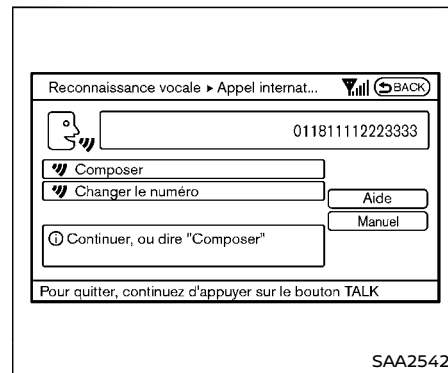 Reconnaissance vocale ▸ Appel internat... BACK
011811112223333
Composer
Changer le numéro
Aide
Manuel
Continuer, ou dire "Composer"
Pour quitter, continuez d'appuyer sur le bouton TALK
SAA2542